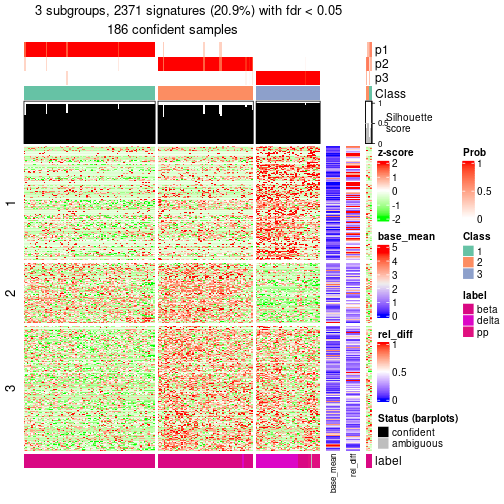 3 subgroups, 2371 signatures (20.9%) with fdr < 0.05
186 confident samples
p1
p2
p3
Class
1
0.5
0
Silhouette
score
1
2
3
z-score
2
1
0
-1
-2
base_mean
5
4
3
2
1
0
rel_diff
1
0.5
0
Status (barplots)
confident
ambiguous
Prob
1
0.5
0
Class
1
2
3
label
beta
delta
pp
label
base_mean
rel_diff